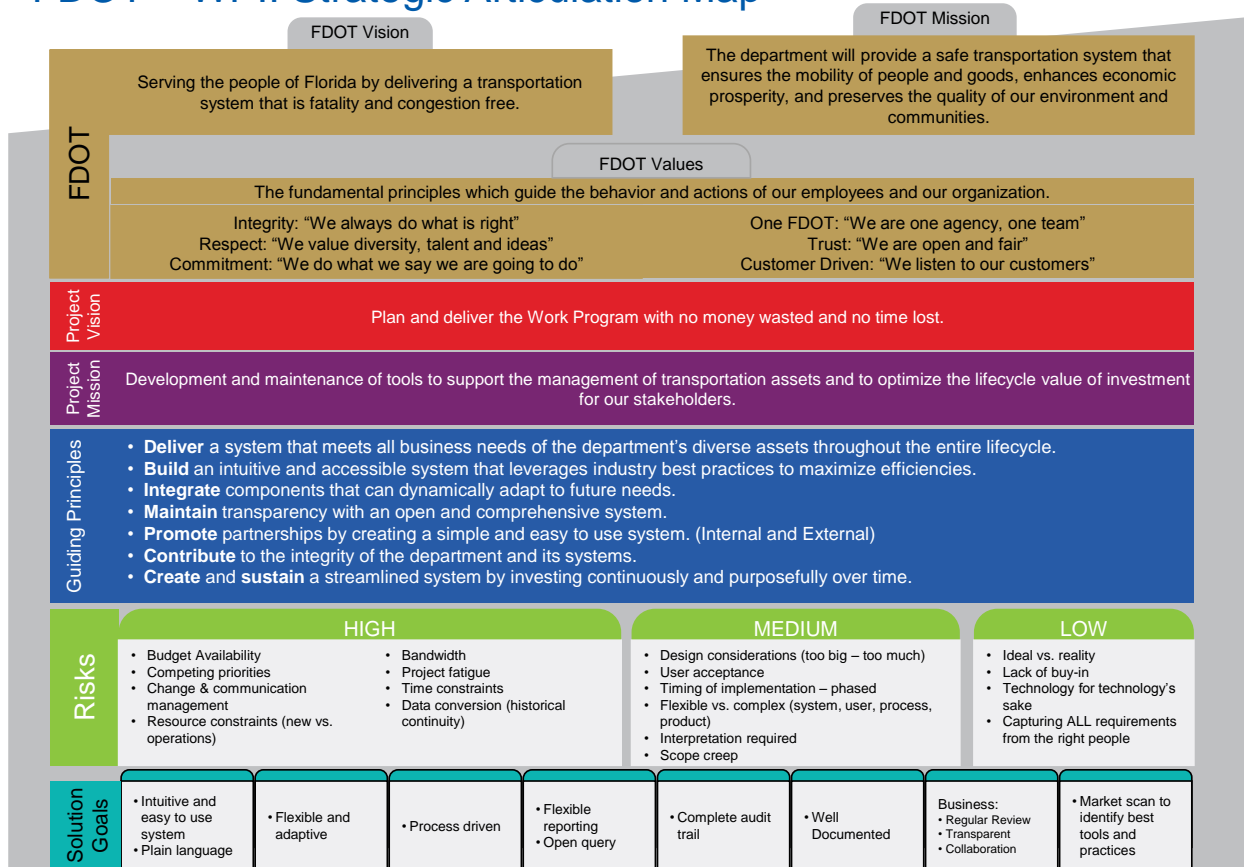 FDOT
FDOT Vision
Serving the people of Florida by delivering a transportation
system that is fatality and congestion free.
FDOT Mission
The department will provide a safe transportation system that
ensures the mobility of people and goods, enhances economic
prosperity, and preserves the quality of our environment and
communities.
FDOT Values
The fundamental principles which guide the behavior and actions of our employees and our organization.
Integrity: “We always do what is right”
Respect: “We value diversity, talent and ideas”
Commitment: “We do what we say we are going to do”
One FDOT: “We are one agency, one team”
Trust: “We are open and fair”
Customer Driven: “We listen to our customers”
Project
Vision
Plan and deliver the Work Program with no money wasted and no time lost.
Project
Mission
Development and maintenance of tools to support the management of transportation assets and to optimize the lifecycle value of investment
for our stakeholders.
Guiding Principles
• Deliver a system that meets all business needs of the department’s diverse assets throughout the entire lifecycle.
• Build an intuitive and accessible system that leverages industry best practices to maximize efficiencies.
• Integrate components that can dynamically adapt to future needs.
• Maintain transparency with an open and comprehensive system.
• Promote partnerships by creating a simple and easy to use system. (Internal and External)
• Contribute to the integrity of the department and its systems.
• Create and sustain a streamlined system by investing continuously and purposefully over time.
Risks
HIGH
• Budget Availability
• Competing priorities
• Change & communication
management
• Resource constraints (new vs.
operations)
• Bandwidth
• Project fatigue
• Time constraints
• Data conversion (historical
continuity)
MEDIUM
• Design considerations (too big – too much)
• User acceptance
• Timing of implementation – phased
• Flexible vs. complex (system, user, process,
product)
• Interpretation required
• Scope creep
LOW
• Ideal vs. reality
• Lack of buy-in
• Technology for technology’s
sake
• Capturing ALL requirements
from the right people
Solution
Goals
• Intuitive and
easy to use
system
• Plain language
• Flexible and
adaptive
• Process driven
• Flexible
reporting
• Open query
• Complete audit
trail
• Well
Documented
Business:
• Regular Review
• Transparent
• Collaboration
• Market scan to
identify best
tools and
practices